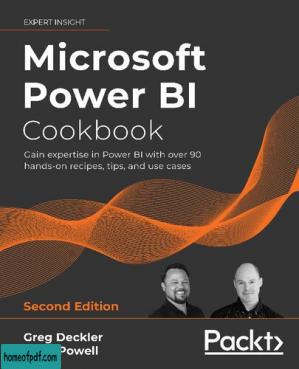 EXPERT INSIGHT
Microsoft
Power BI
Cookbook
Gain expertise in Power BI with over 90
hands-on recipes, tips, and use cases
Second Edition
Greg Deckler
Powell
Packt>
homeofpdf.com